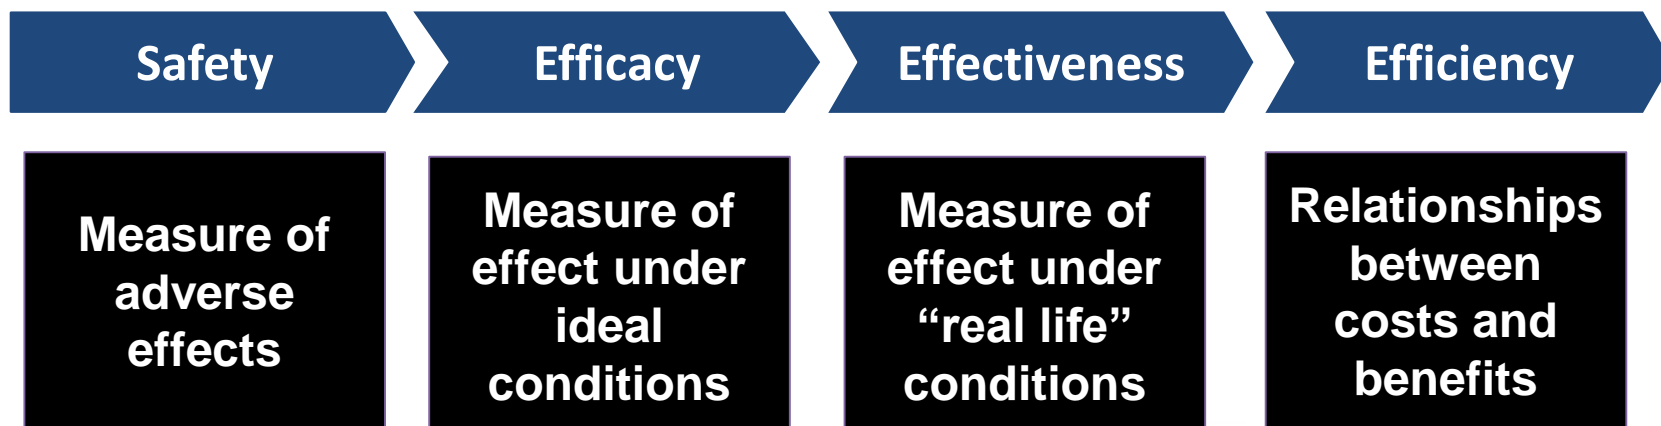 Safety
Efficacy
Effectiveness
Efficiency
Measure of
adverse
effects
Measure of
effect under
ideal
conditions
Measure of
effect under
“real life”
conditions
Relationships
between
costs and
benefits